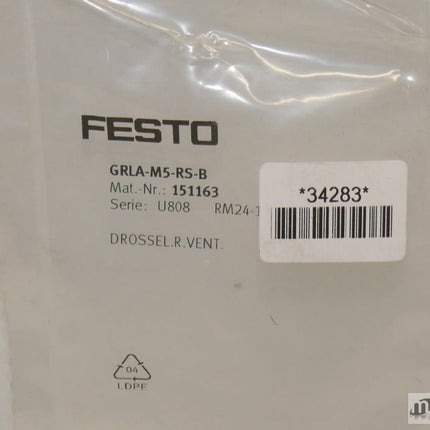 FESTO
GRLA-M5-RS-B
Mat.-Nr.: 151163
Serie: U808 RM24-1
DROSSEL.R.VENT.
*34283*
04
LDPE